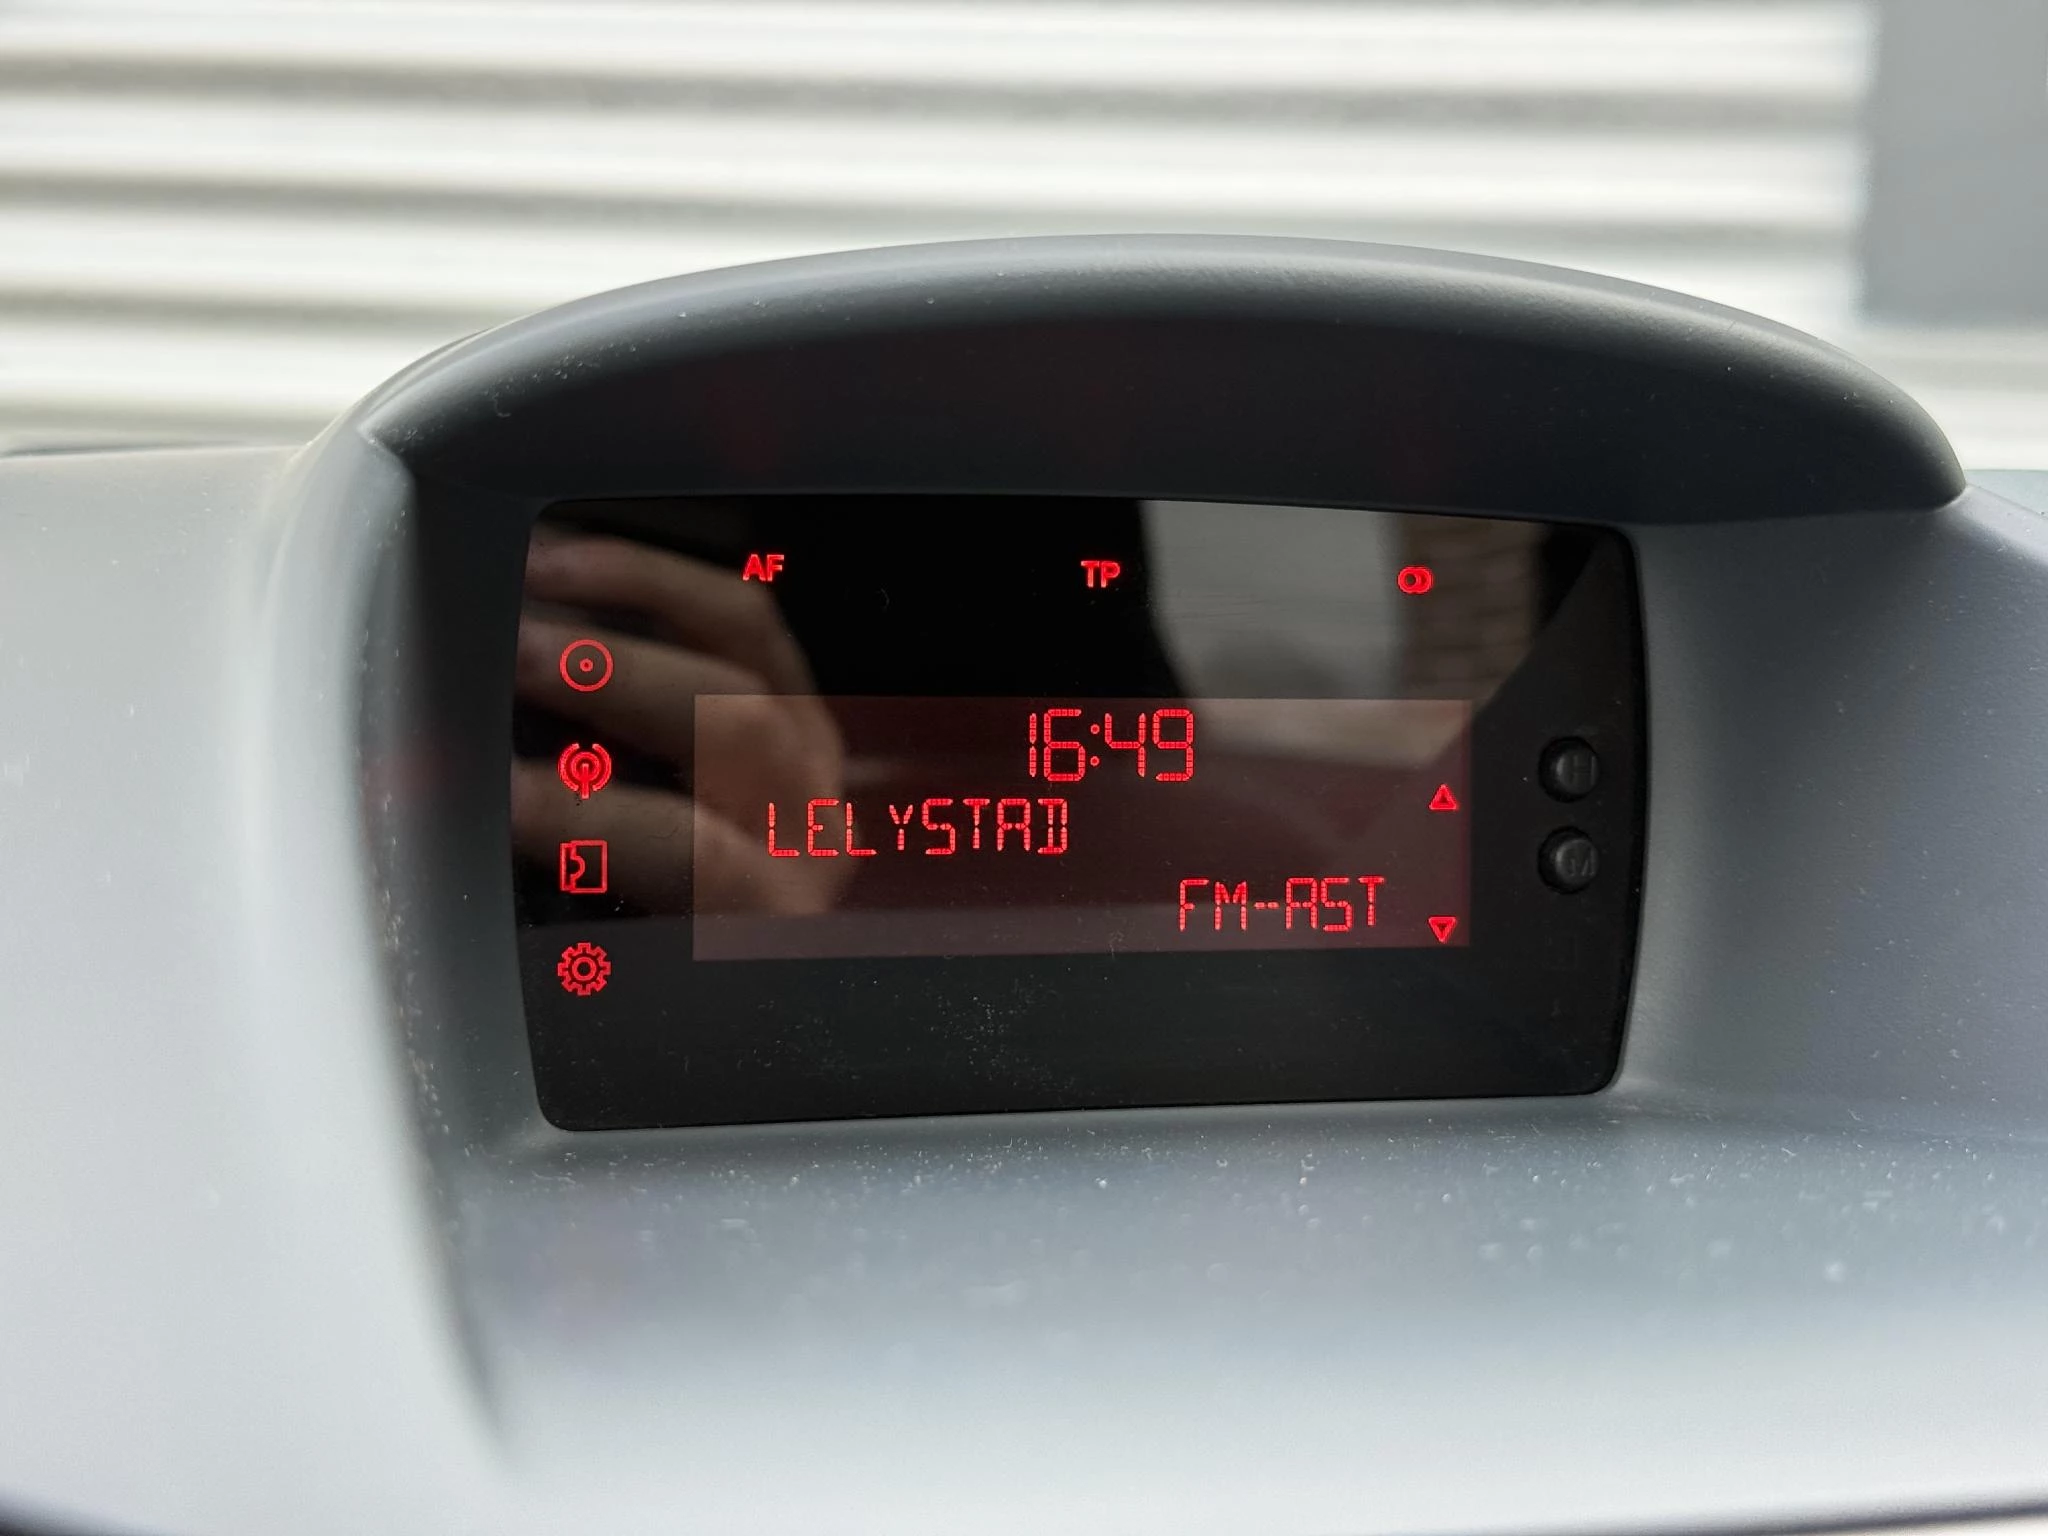 AF TP
16:49
LELYSTAD
FM-AST
H
M